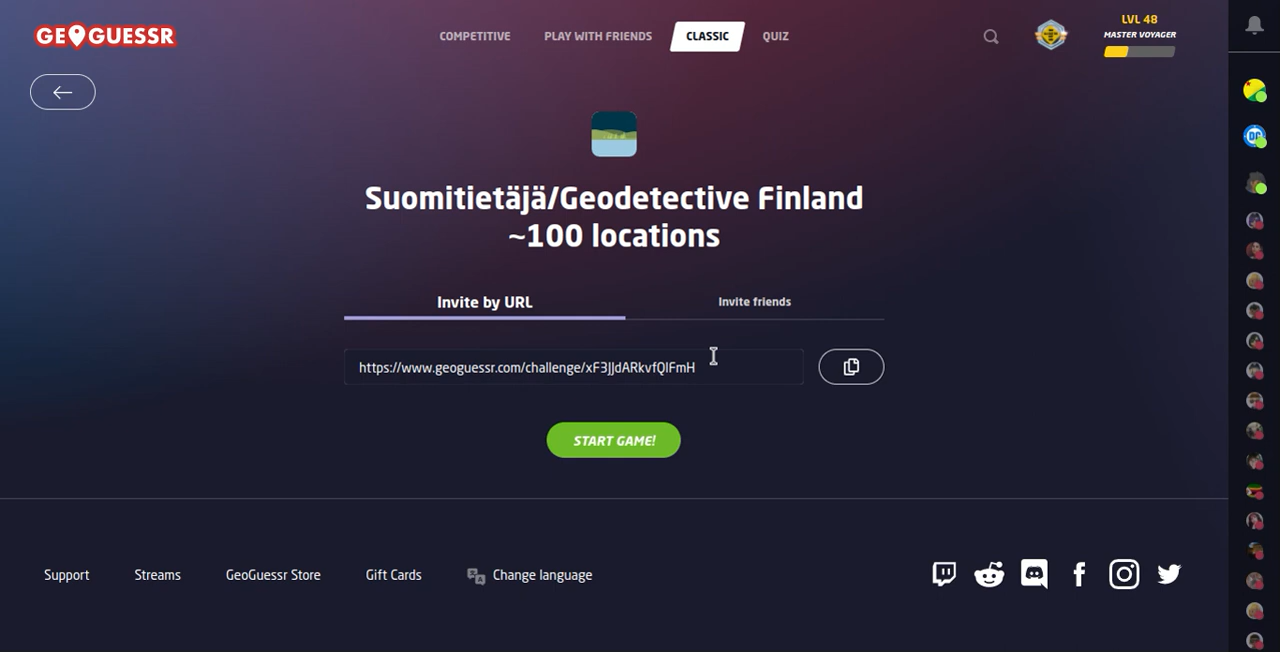 GEOGUESSR
COMPETITIVE
PLAY WITH FRIENDS
CLASSIC
QUIZ
LVL 48
MASTER VOYAGER
Suomitietäjä/Geodetective Finland
~100 locations
Invite by URL
Invite friends
https://www.geoguessr.com/challenge/xF3JJdARkvfQlFmH
START GAME!
Support
Streams
GeoGuessr Store
Gift Cards
Change language